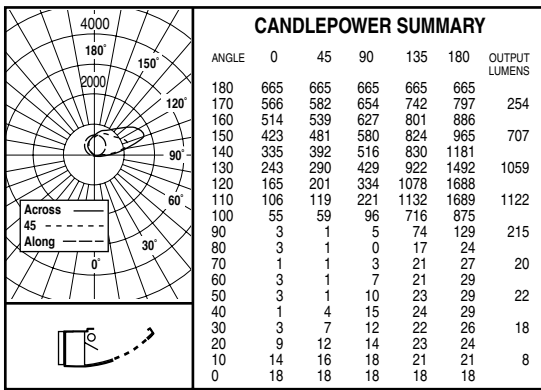 4000
180°
150°
2000
120°
90°
60°
Across
45
Along
30°
0°
CANDLEPOWER SUMMARY
ANGLE 0 45 90 135 180 OUTPUT
LUMENS
180 665 665 665 665 665
170 566 582 654 742 797 254
160 514 539 627 801 886
150 423 481 580 824 965 707
140 335 392 516 830 1181
130 243 290 429 922 1492 1059
120 165 201 334 1078 1688
110 106 119 221 1132 1689 1122
100 55 59 96 716 875
90 3 1 5 74 129 215
80 3 1 0 17 24
70 1 1 3 21 27 20
60 3 1 7 21 29
50 3 1 10 23 29 22
40 1 4 15 24 29
30 3 7 12 22 26 18
20 9 12 14 23 24
10 14 16 18 21 21 8
0 18 18 18 18 18